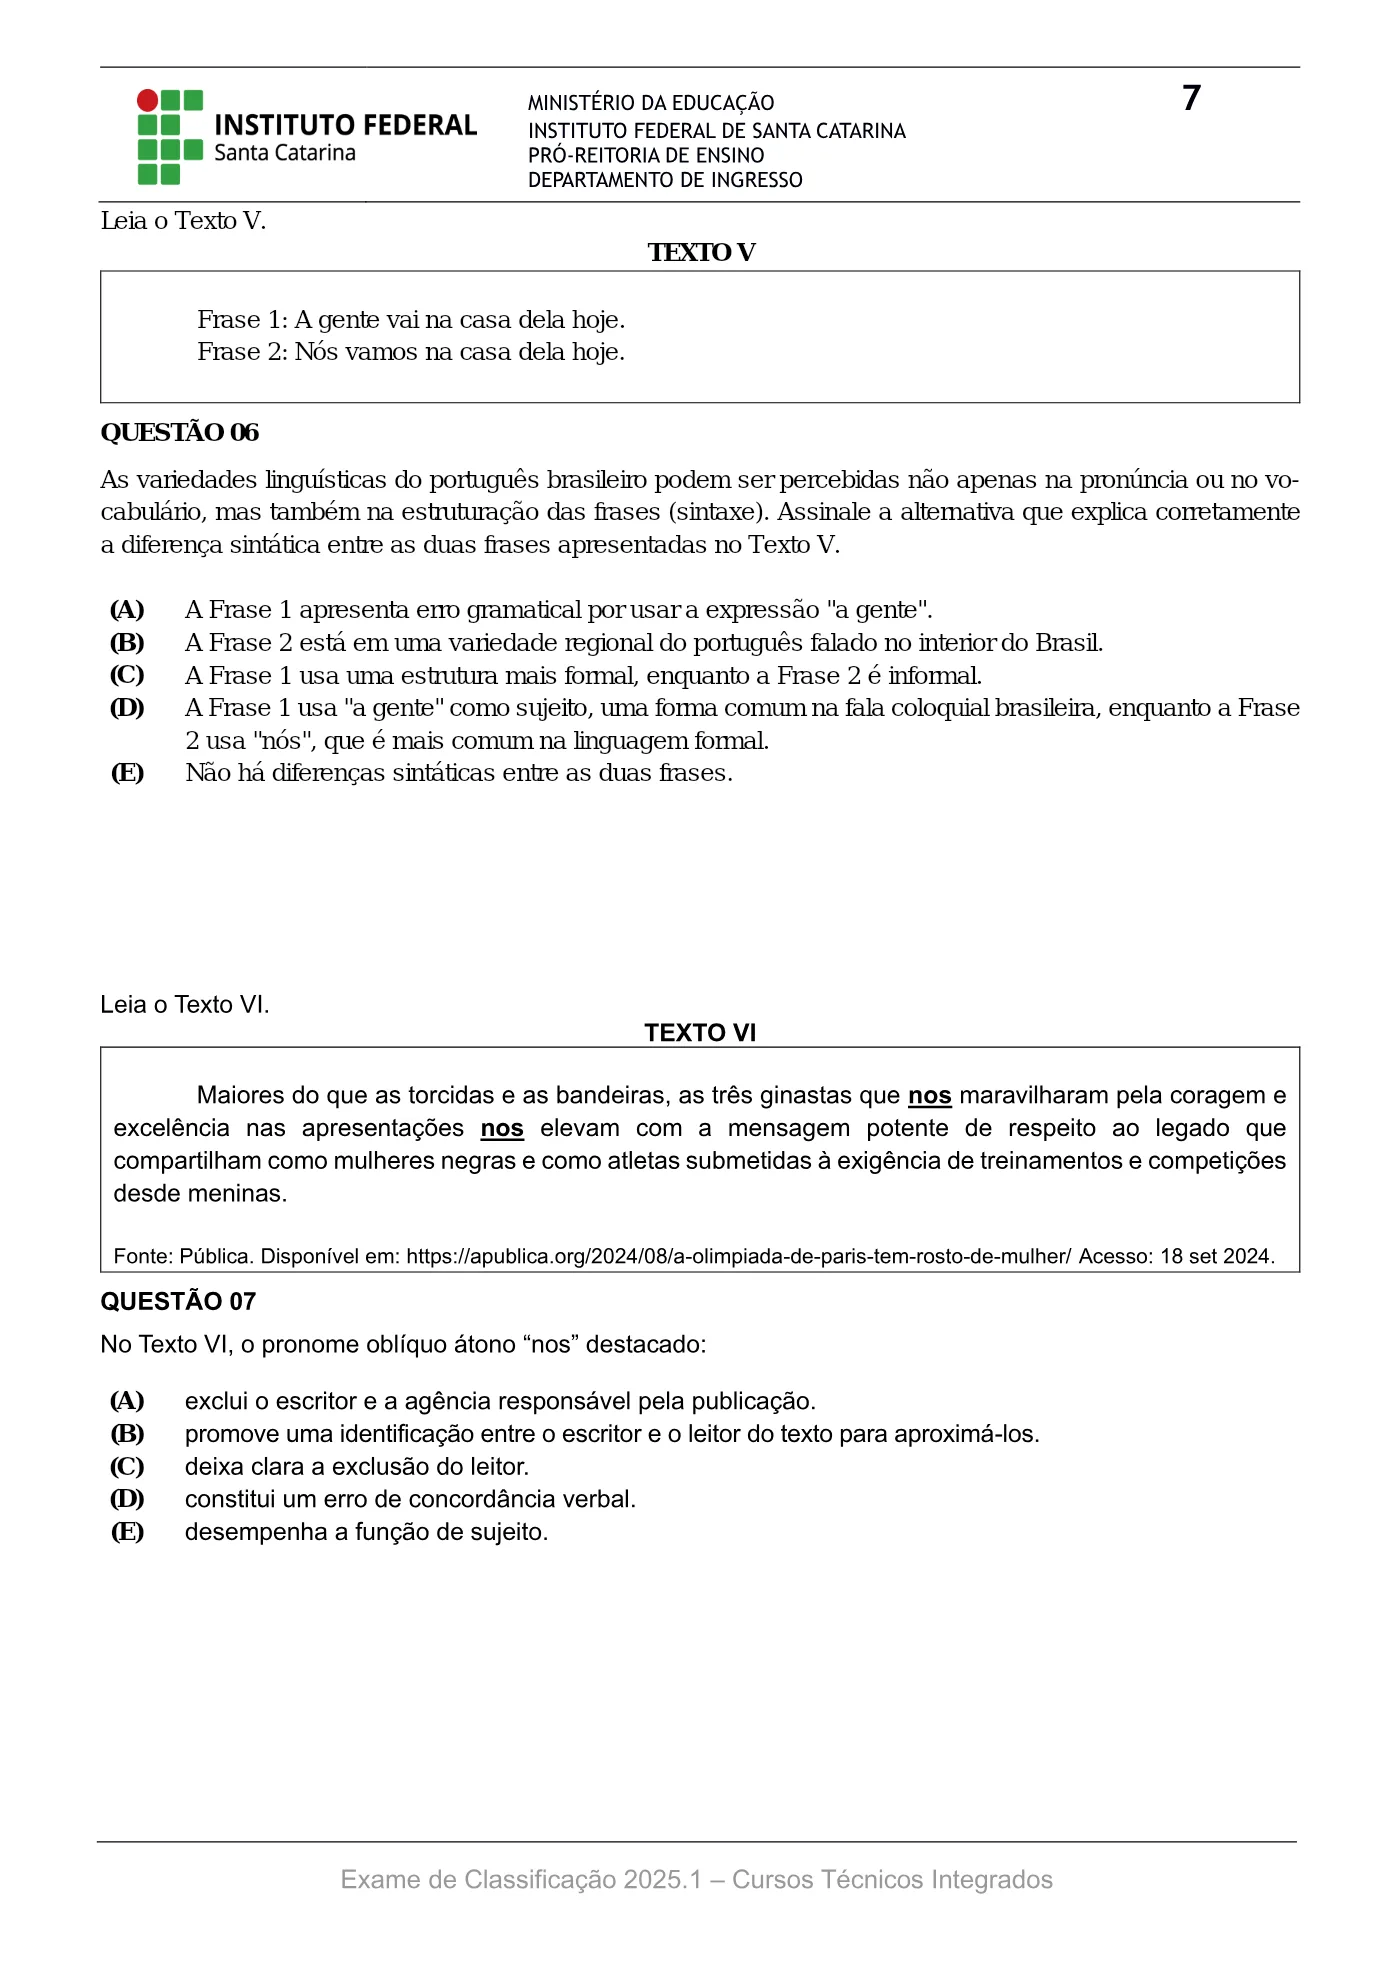 INSTITUTO FEDERAL
Santa Catarina
MINISTÉRIO DA EDUCAÇÃO
INSTITUTO FEDERAL DE SANTA CATARINA
PRÓ-REITORIA DE ENSINO
DEPARTAMENTO DE INGRESSO
7
Leia o Texto V.
TEXTO V
Frase 1: A gente vai na casa dela hoje.
Frase 2: Nós vamos na casa dela hoje.
QUESTÃO 06
As variedades linguísticas do português brasileiro podem ser percebidas não apenas na pronúncia ou no vo-
cabulário, mas também na estruturação das frases (sintaxe). Assinale a alternativa que explica corretamente
a diferença sintática entre as duas frases apresentadas no Texto V.
(A) A Frase 1 apresenta erro gramatical por usar a expressão "a gente".
(B) A Frase 2 está em uma variedade regional do português falado no interior do Brasil.
(C) A Frase 1 usa uma estrutura mais formal, enquanto a Frase 2 é informal.
(D) A Frase 1 usa "a gente" como sujeito, uma forma comum na fala coloquial brasileira, enquanto a Frase
2 usa "nós", que é mais comum na linguagem formal.
(E) Não há diferenças sintáticas entre as duas frases.
Leia o Texto VI.
TEXTO VI
Maiores do que as torcidas e as bandeiras, as três ginastas que nos maravilharam pela coragem e
excelência nas apresentações nos elevam com a mensagem potente de respeito ao legado que
compartilham como mulheres negras e como atletas submetidas à exigência de treinamentos e competições
desde meninas.
Fonte: Pública. Disponível em: https://apublica.org/2024/08/a-olimpiada-de-paris-tem-rosto-de-mulher/ Acesso: 18 set 2024.
QUESTÃO 07
No Texto VI, o pronome oblíquo átono “nos” destacado:
(A) exclui o escritor e a agência responsável pela publicação.
(B) promove uma identificação entre o escritor e o leitor do texto para aproximá-los.
(C) deixa clara a exclusão do leitor.
(D) constitui um erro de concordância verbal.
(E) desempenha a função de sujeito.
Exame de Classificação 2025.1 – Cursos Técnicos Integrados